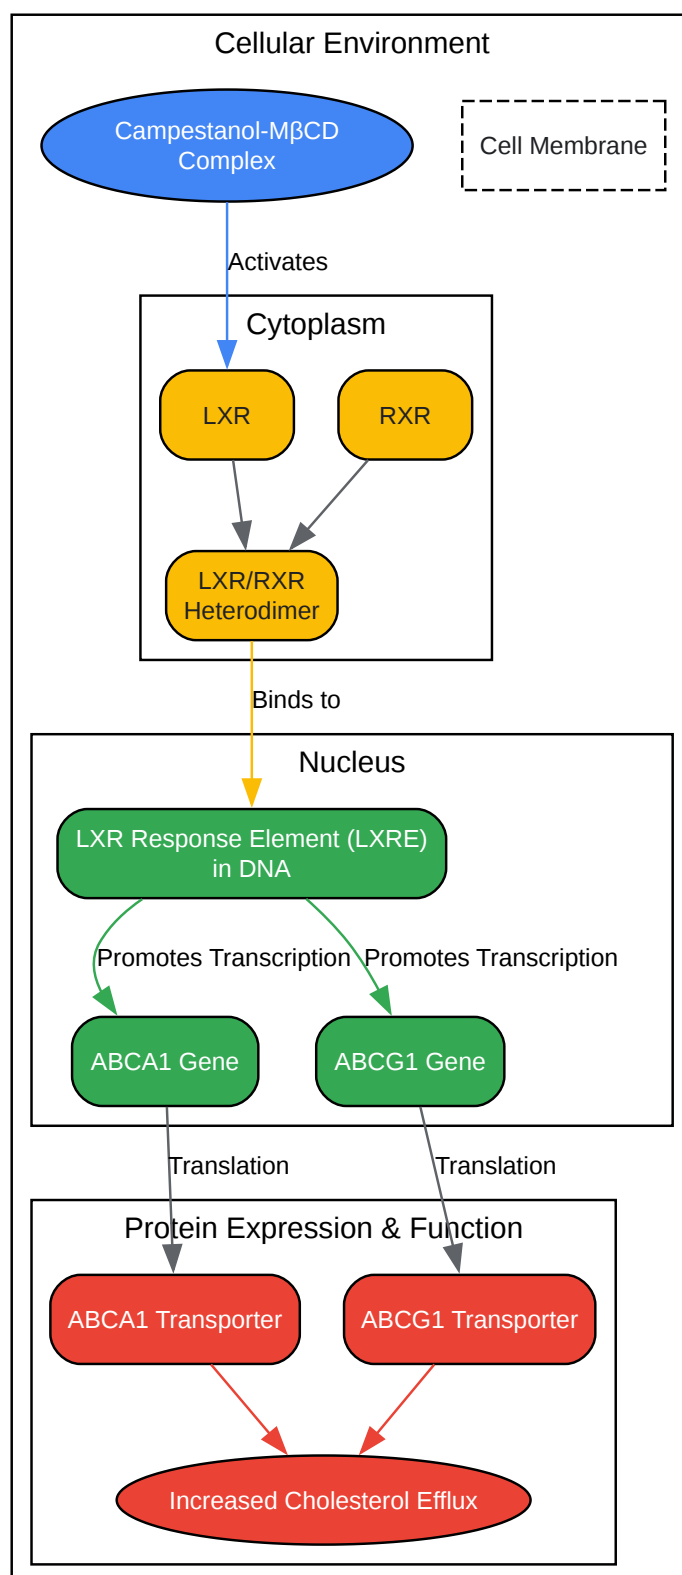 Cellular Environment
Campestanol-MβCD
Complex
Cell Membrane
Activates
Cytoplasm
LXR
RXR
LXR/RXR
Heterodimer
Binds to
Nucleus
LXR Response Element (LXRE)
in DNA
Promotes Transcription
Promotes Transcription
ABCA1 Gene
ABCG1 Gene
Translation
Translation
Protein Expression & Function
ABCA1 Transporter
ABCG1 Transporter
Increased Cholesterol Efflux